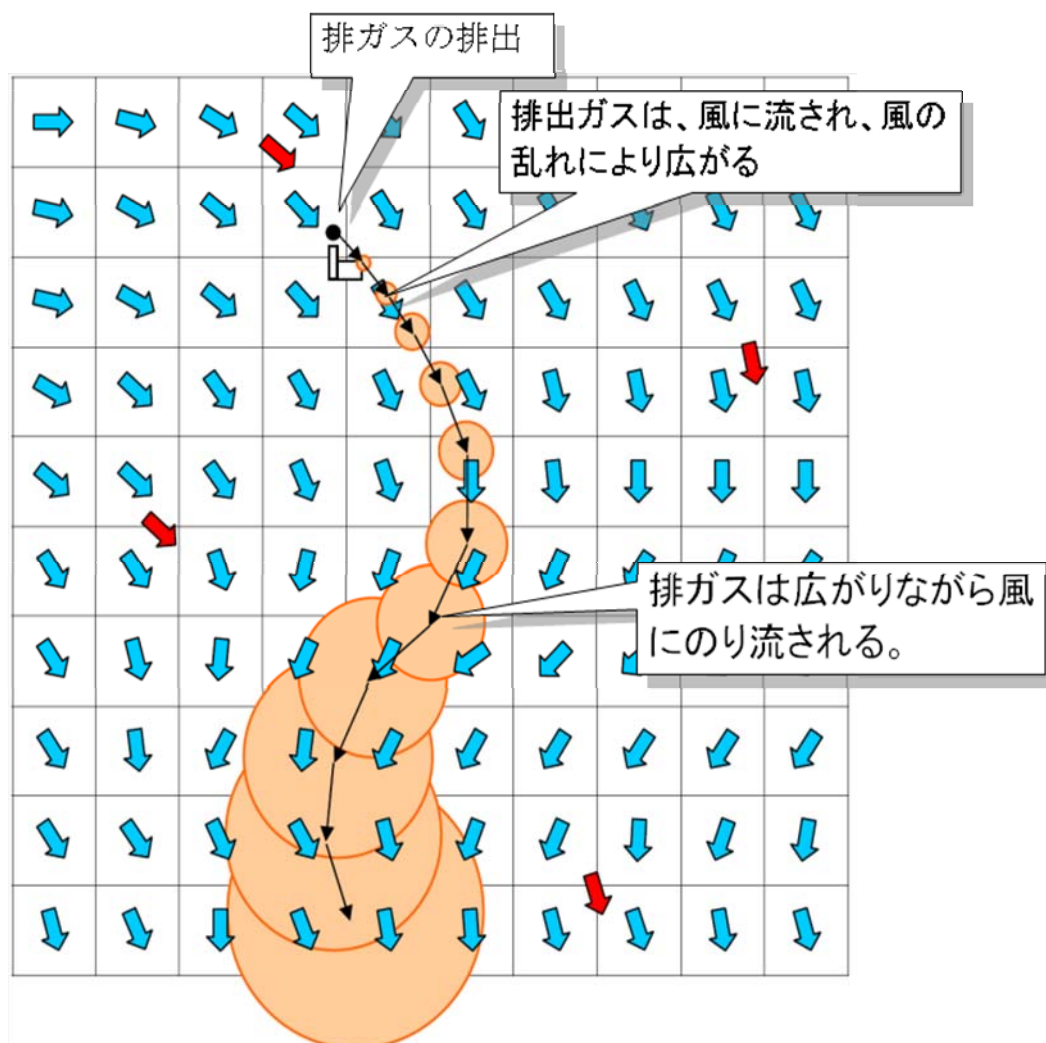 排ガスの排出
排出ガスは、風に流され、風の
乱れにより広がる
排ガスは広がりながら風
にのり流される。